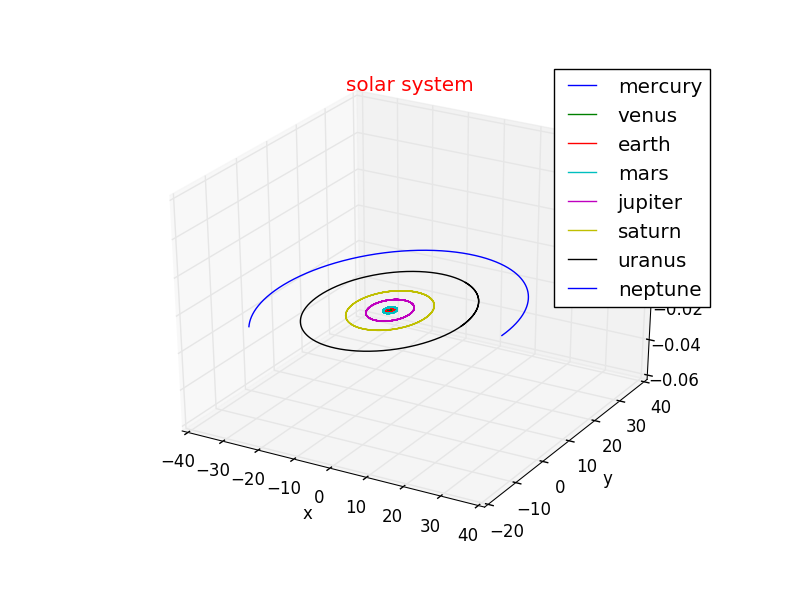 solar system
mercury
venus
earth
mars
jupiter
saturn
uranus
neptune
−0.02
−0.04
−0.06
−40
−30
−20
−10
0
10
20
30
40
x
−20
−10
0
10
20
30
40
y